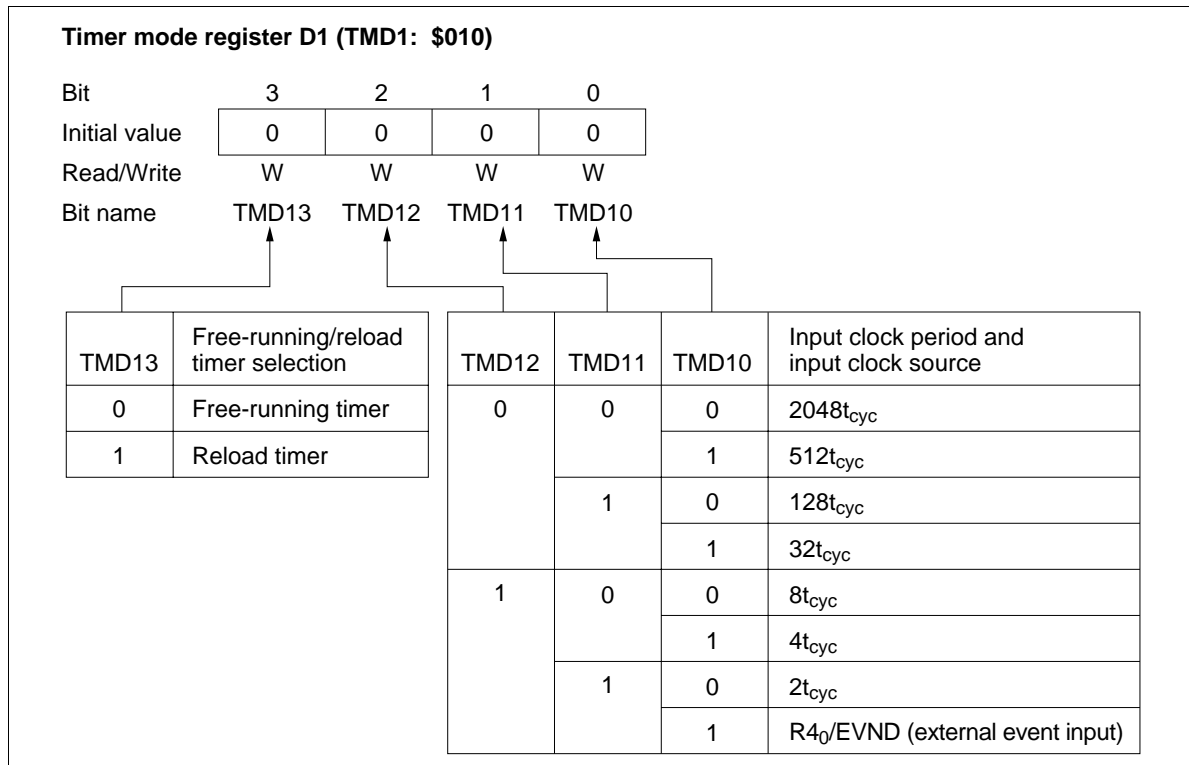 Timer mode register D1 (TMD1: $010)
Bit 3 2 1 0
Initial value 0 0 0 0
Read/Write W W W W
Bit name TMD13 TMD12 TMD11 TMD10
TMD13 Free-running/reload timer selection
0 Free-running timer
1 Reload timer
TMD12 TMD11 TMD10 Input clock period and input clock source
0 0 0 2048tcyc
1 512tcyc
1 0 128tcyc
1 32tcyc
1 0 0 8tcyc
1 4tcyc
1 0 2tcyc
1 R40/EVND (external event input)